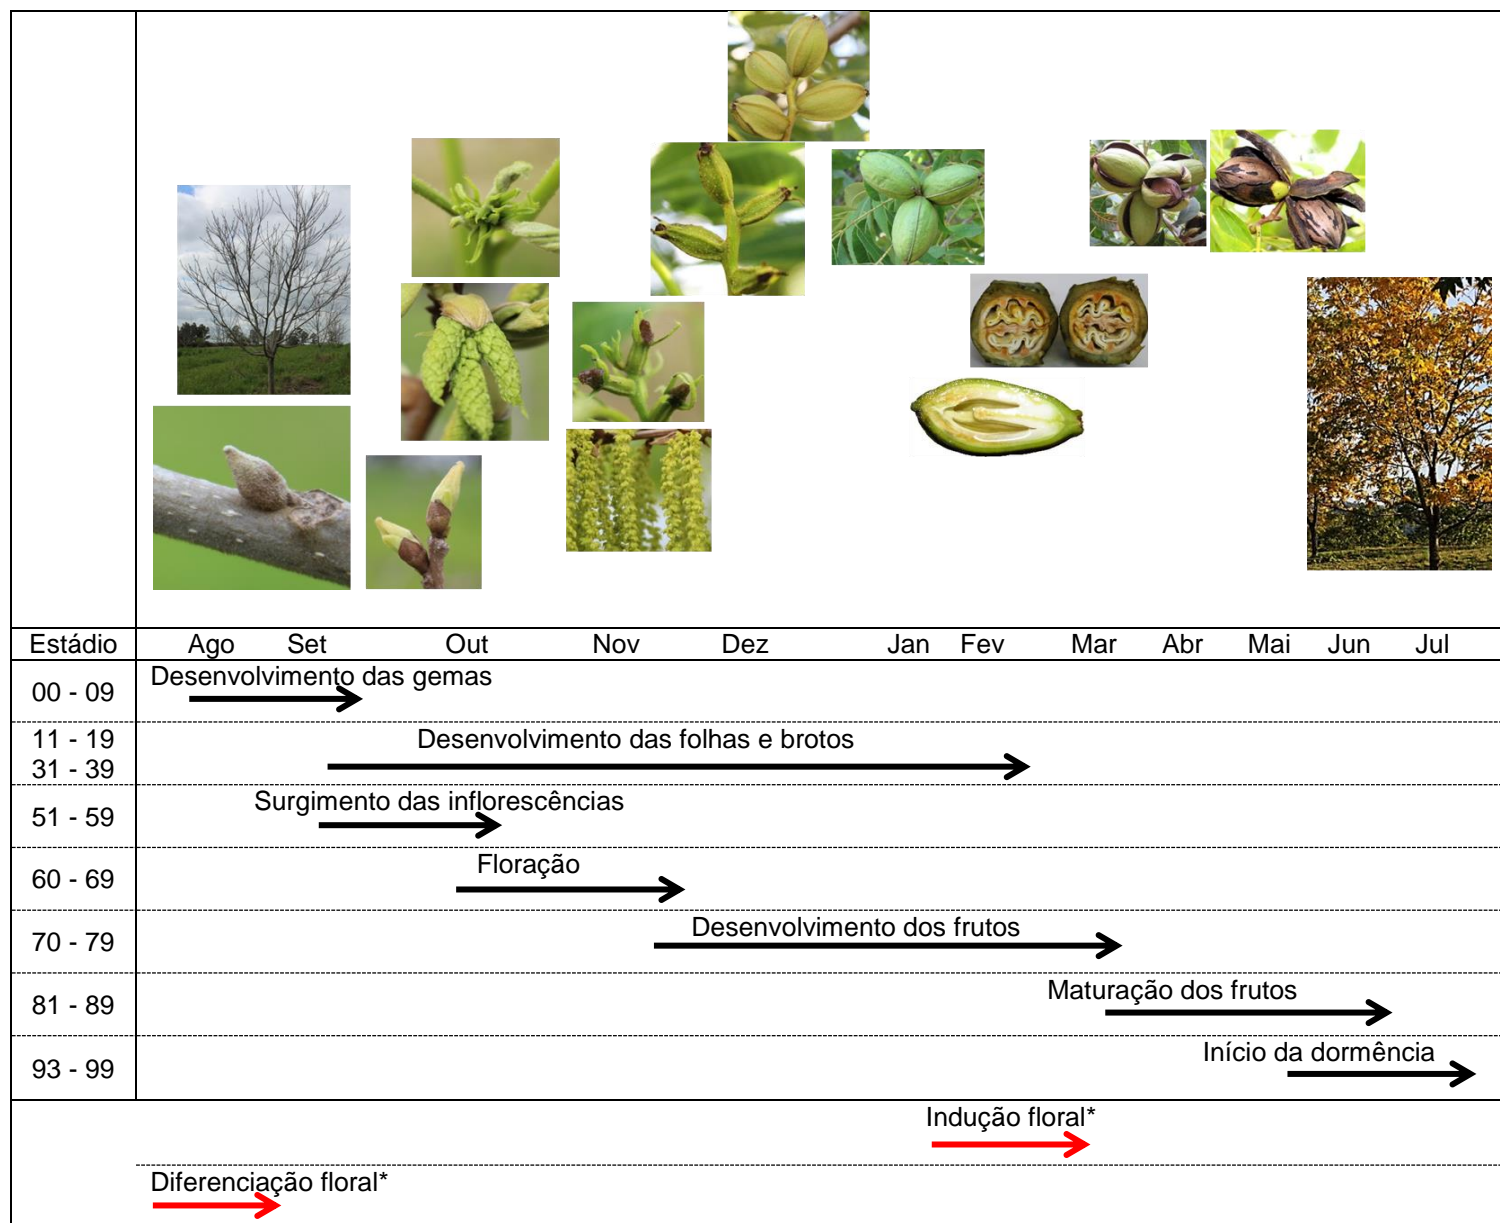 Estádio Ago Set Out Nov Dez Jan Fev Mar Abr Mai Jun Jul
00 - 09 Desenvolvimento das gemas
11 - 19
31 - 39 Desenvolvimento das folhas e brotos
51 - 59 Surgimento das inflorescências
60 - 69 Floração
70 - 79 Desenvolvimento dos frutos
81 - 89 Maturação dos frutos
93 - 99 Início da dormência
Indução floral*
Diferenciação floral*